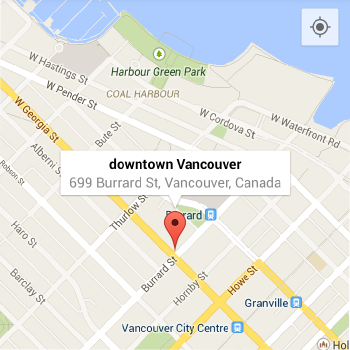 W Hastings St
Harbour Green Park
W Pender St
COAL HARBOUR
W Georgia St
W Cordova St
W Waterfront Rd
Bute St
Alberni St
downtown Vancouver
699 Burrard St, Vancouver, Canada
Robson St
Thurlow St
Burrard
Haro St
Burrard St
Hornby St
Howe St
Barclay St
Granville
Vancouver City Centre
Hol